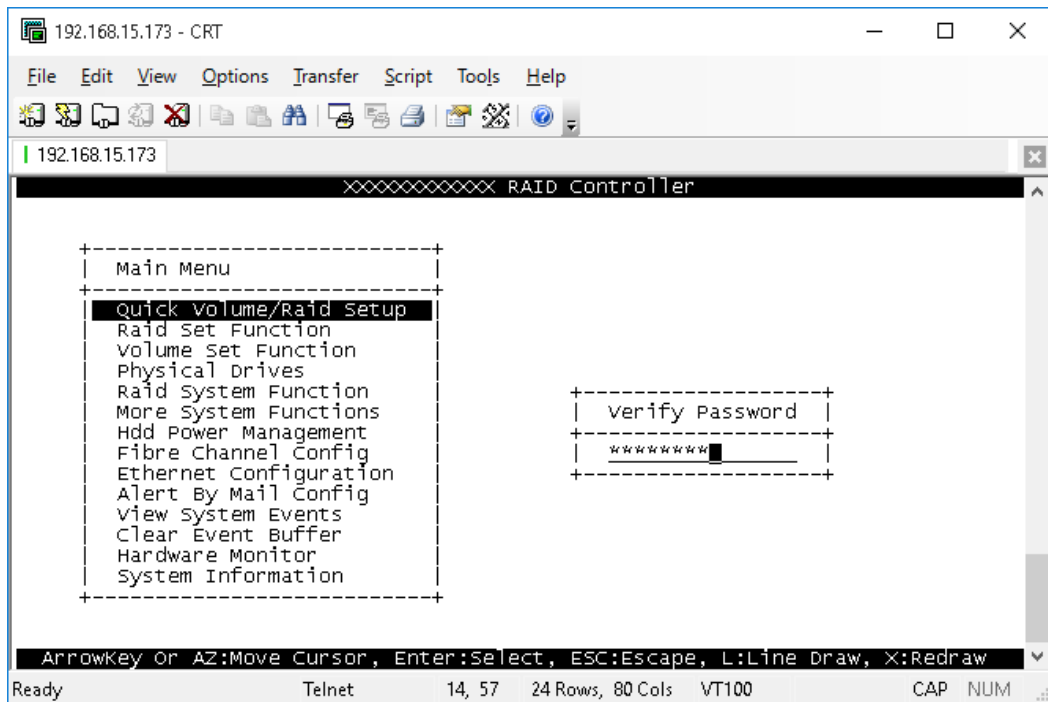 192.168.15.173 - CRT
File Edit View Options Transfer Script Tools Help
192.168.15.173
XXXXXXXXXXXX RAID Controller
Main Menu
Quick Volume/Raid Setup
Raid Set Function
Volume Set Function
Physical Drives
Raid System Function
More System Functions
Hdd Power Management
Fibre Channel Config
Ethernet Configuration
Alert By Mail Config
View System Events
Clear Event Buffer
Hardware Monitor
System Information
Verify Password
********
ArrowKey Or AZ:Move Cursor, Enter:Select, ESC:Escape, L:Line Draw, X:Redraw
Ready Telnet 14, 57 24 Rows, 80 Cols VT100 CAP NUM